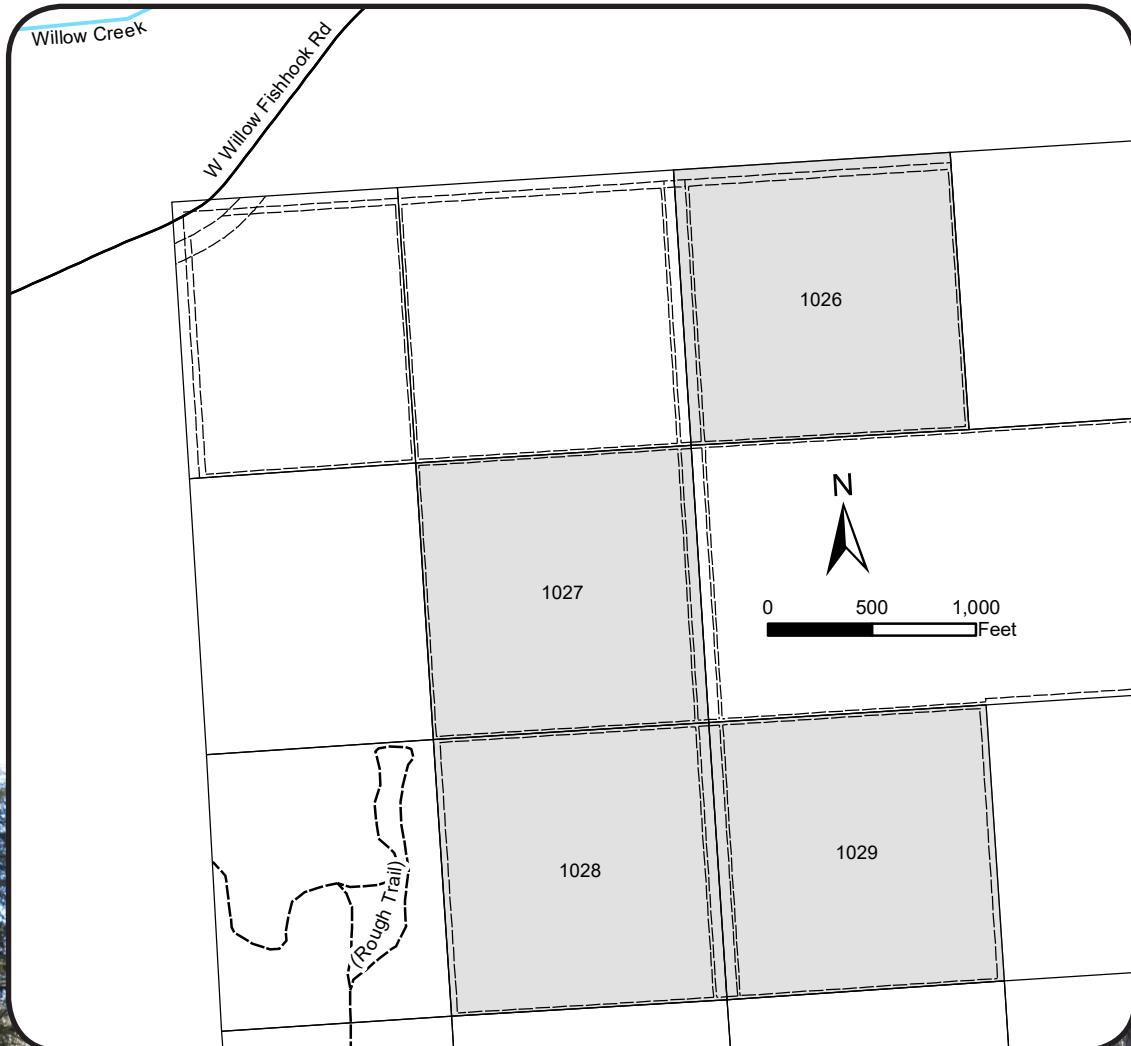 Willow Creek
W Willow Fishhook Rd
1026
N
0 500 1,000
Feet
1027
1028
1029
(Rough Trail)